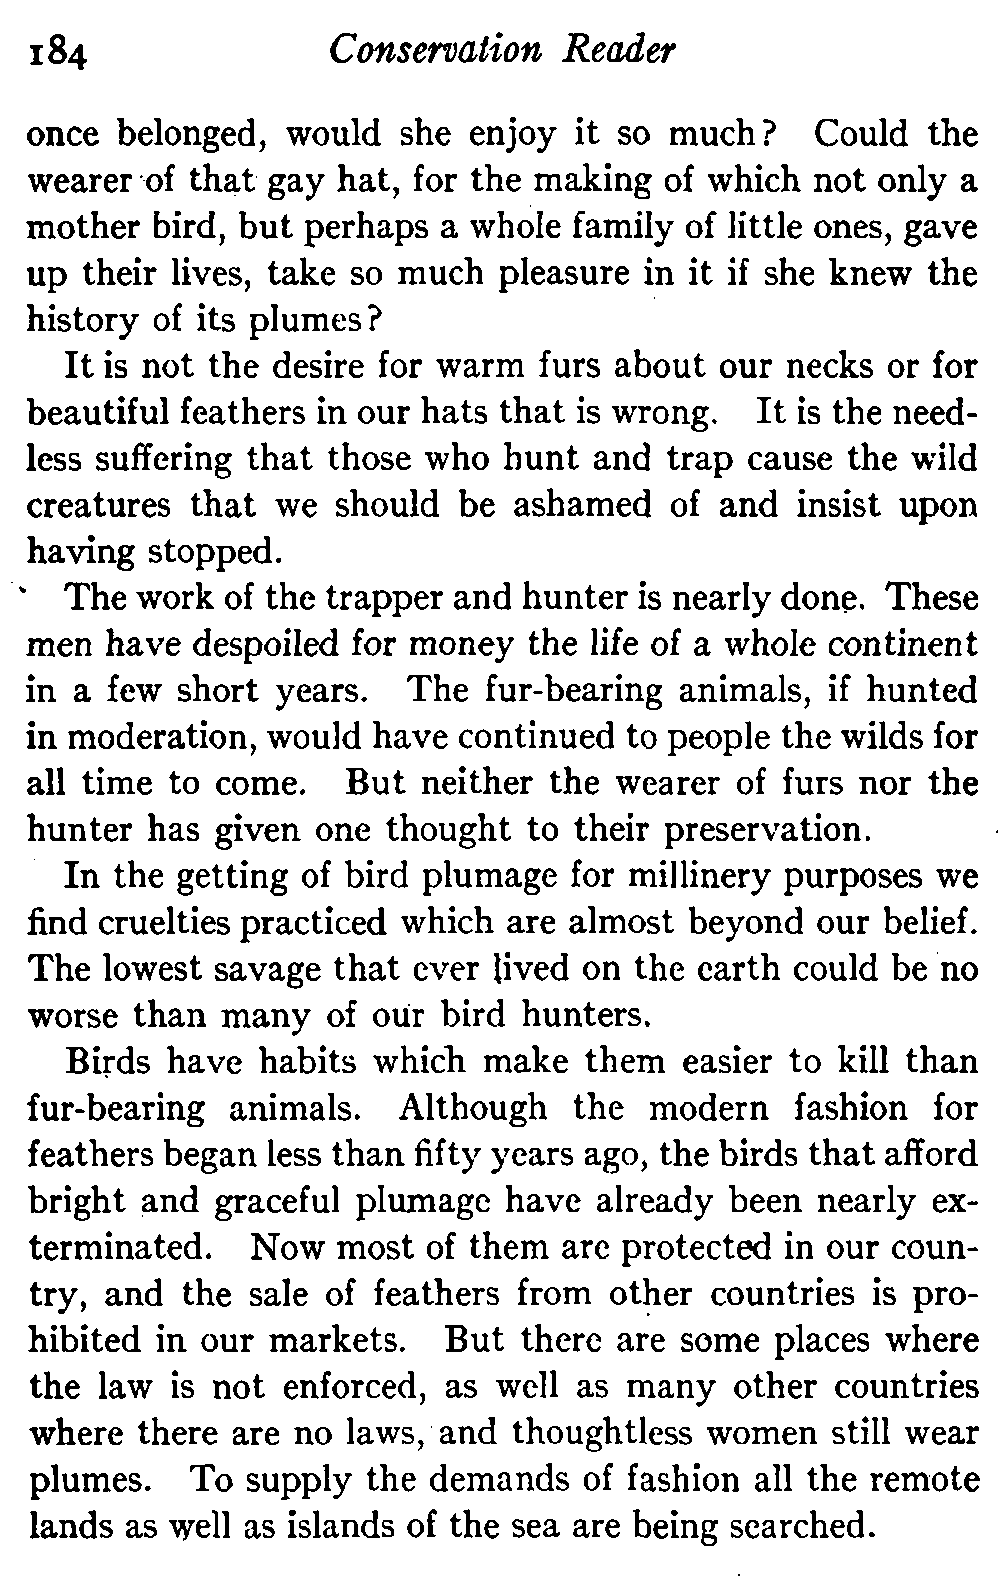 184 Conservation Reader
once belonged, would she enjoy it so much? Could the
wearer of that gay hat, for the making of which not only a
mother bird, but perhaps a whole family of little ones, gave
up their lives, take so much pleasure in it if she knew the
history of its plumes?
It is not the desire for warm furs about our necks or for
beautiful feathers in our hats that is wrong. It is the need-
less suffering that those who hunt and trap cause the wild
creatures that we should be ashamed of and insist upon
having stopped.
The work of the trapper and hunter is nearly done. These
men have despoiled for money the life of a whole continent
in a few short years. The fur-bearing animals, if hunted
in moderation, would have continued to people the wilds for
all time to come. But neither the wearer of furs nor the
hunter has given one thought to their preservation.
In the getting of bird plumage for millinery purposes we
find cruelties practiced which are almost beyond our belief.
The lowest savage that ever lived on the earth could be no
worse than many of our bird hunters.
Birds have habits which make them easier to kill than
fur-bearing animals. Although the modern fashion for
feathers began less than fifty years ago, the birds that afford
bright and graceful plumage have already been nearly ex-
terminated. Now most of them are protected in our coun-
try, and the sale of feathers from other countries is pro-
hibited in our markets. But there are some places where
the law is not enforced, as well as many other countries
where there are no laws, and thoughtless women still wear
plumes. To supply the demands of fashion all the remote
lands as well as islands of the sea are being searched.